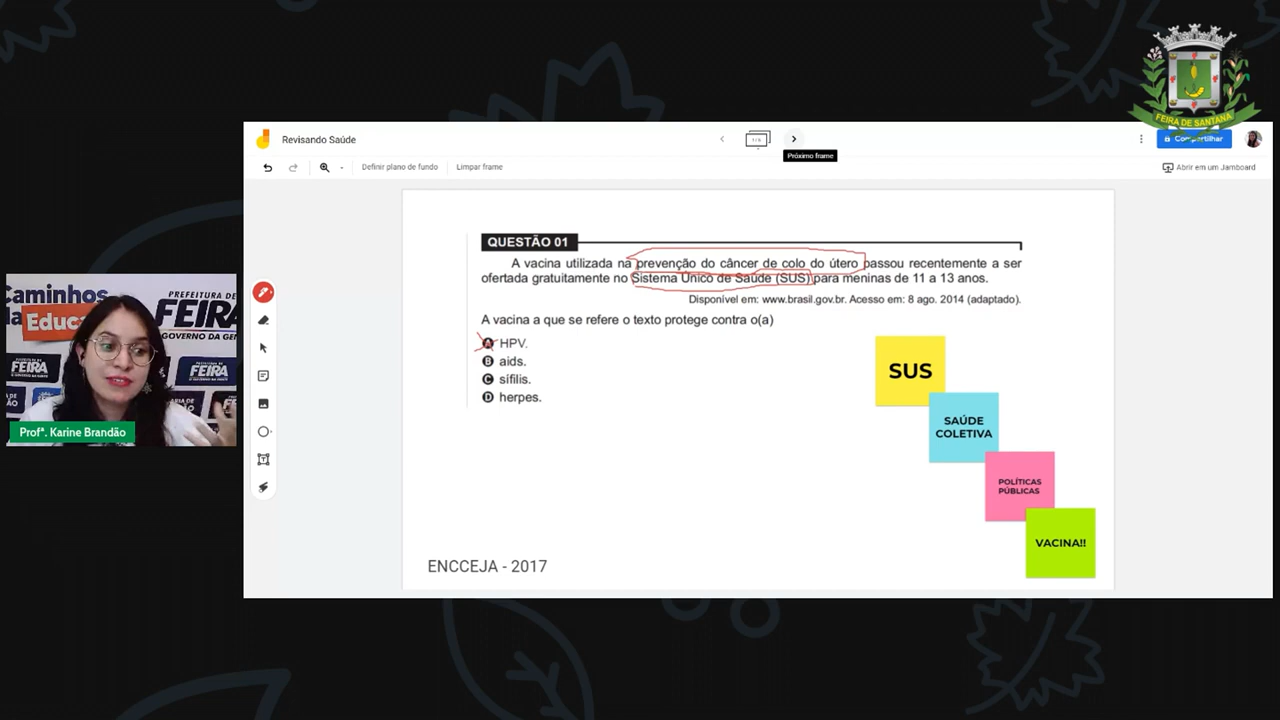 FEIRA DE SANTANA
Revisando Saúde
Compartilhar
Próximo frame
Definir plano de fundo
Limpar frame
Abrir em um Jamboard
QUESTÃO 01
A vacina utilizada na prevenção do câncer de colo do útero passou recentemente a ser
ofertada gratuitamente no Sistema Único de Saúde (SUS) para meninas de 11 a 13 anos.
Disponível em: www.brasil.gov.br. Acesso em: 8 ago. 2014 (adaptado).
A vacina a que se refere o texto protege contra o(a)
A HPV.
B aids.
C sífilis.
D herpes.
SUS
SAÚDE
COLETIVA
POLÍTICAS
PÚBLICAS
VACINA!!
ENCCEJA - 2017
Caminhos
da Educa
PREFEITURA DE
FEIRA
GOVERNO DA GEN
FEIRA
FEIRA
Profª. Karine Brandão